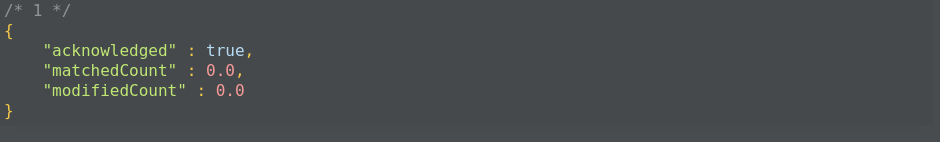 /* 1 */
{
    "acknowledged" : true,
    "matchedCount" : 0.0,
    "modifiedCount" : 0.0
}